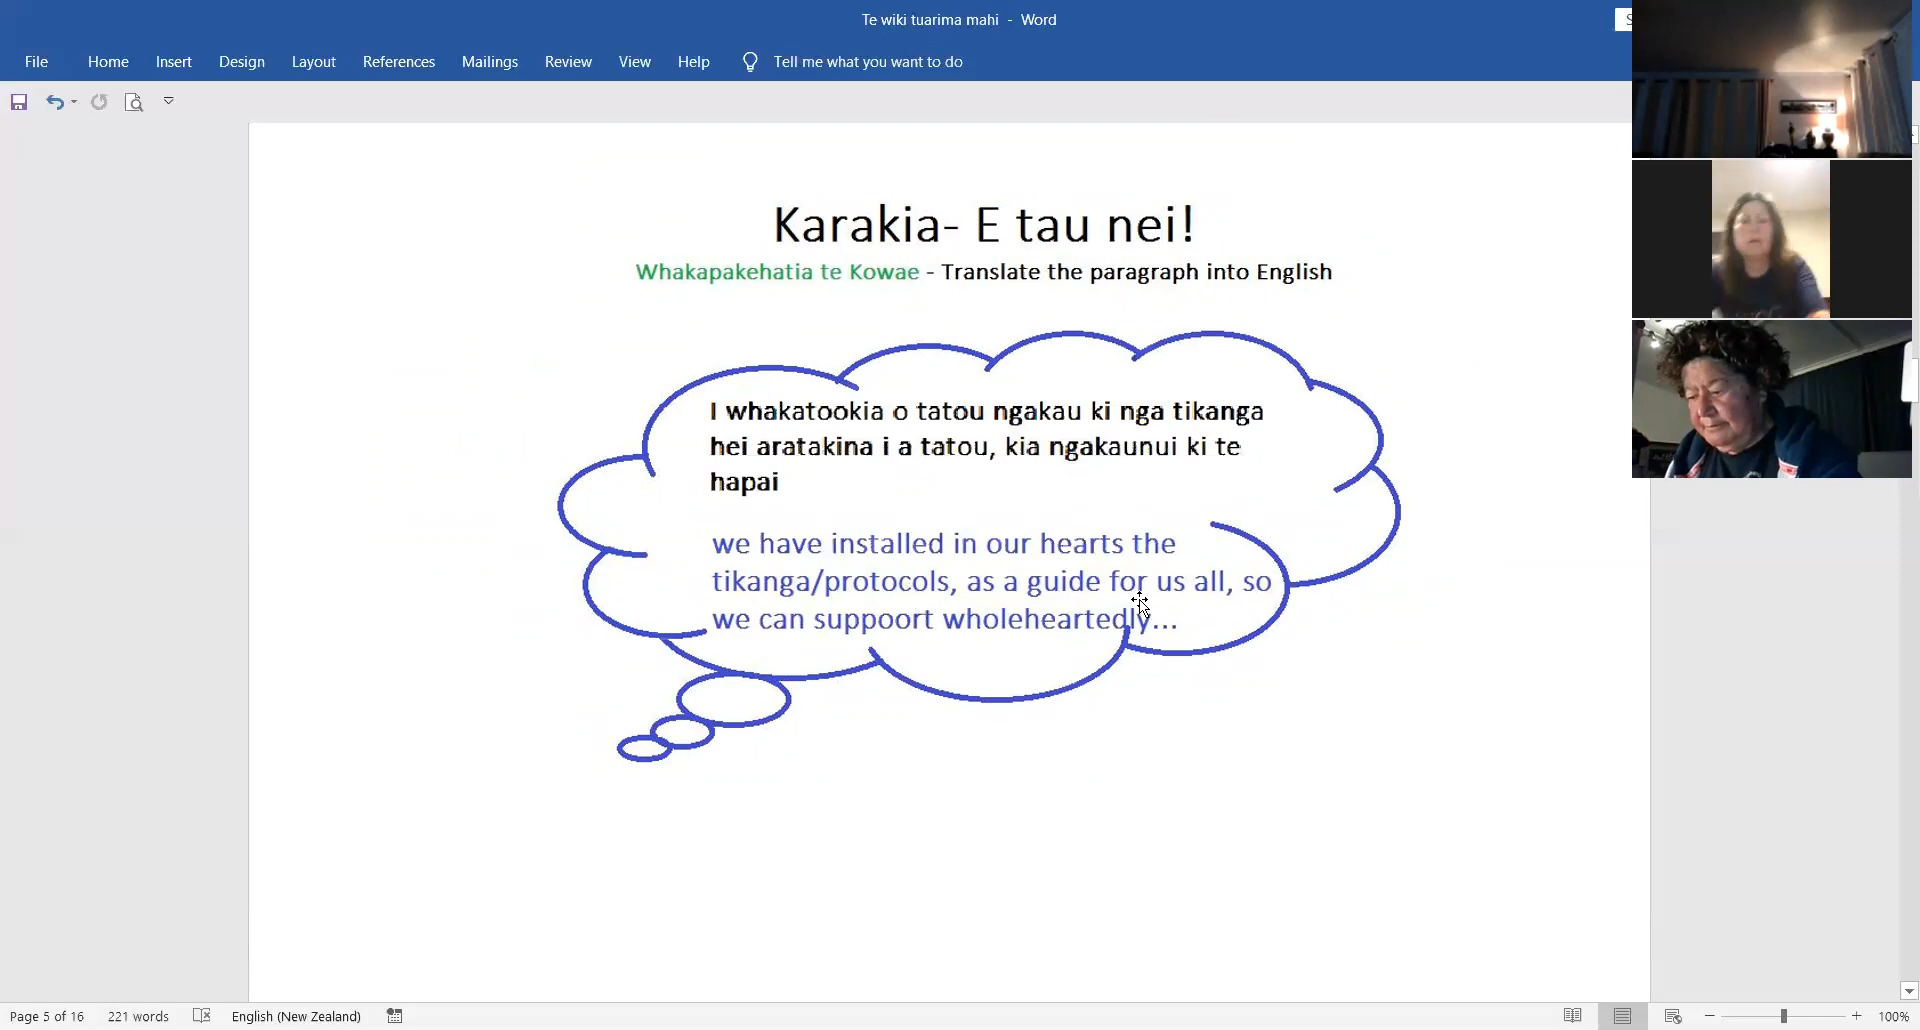 Te wiki tuarima mahi - Word
File Home Insert Design Layout References Mailings Review View Help Tell me what you want to do
Karakia- E tau nei!
Whakapakehatia te Kowae - Translate the paragraph into English
I whakatookia o tatou ngakau ki nga tikanga
hei aratakina i a tatou, kia ngakaunui ki te
hapai
we have installed in our hearts the
tikanga/protocols, as a guide for us all, so
we can suppoort wholeheartedly...
Page 5 of 16 221 words English (New Zealand) 100%